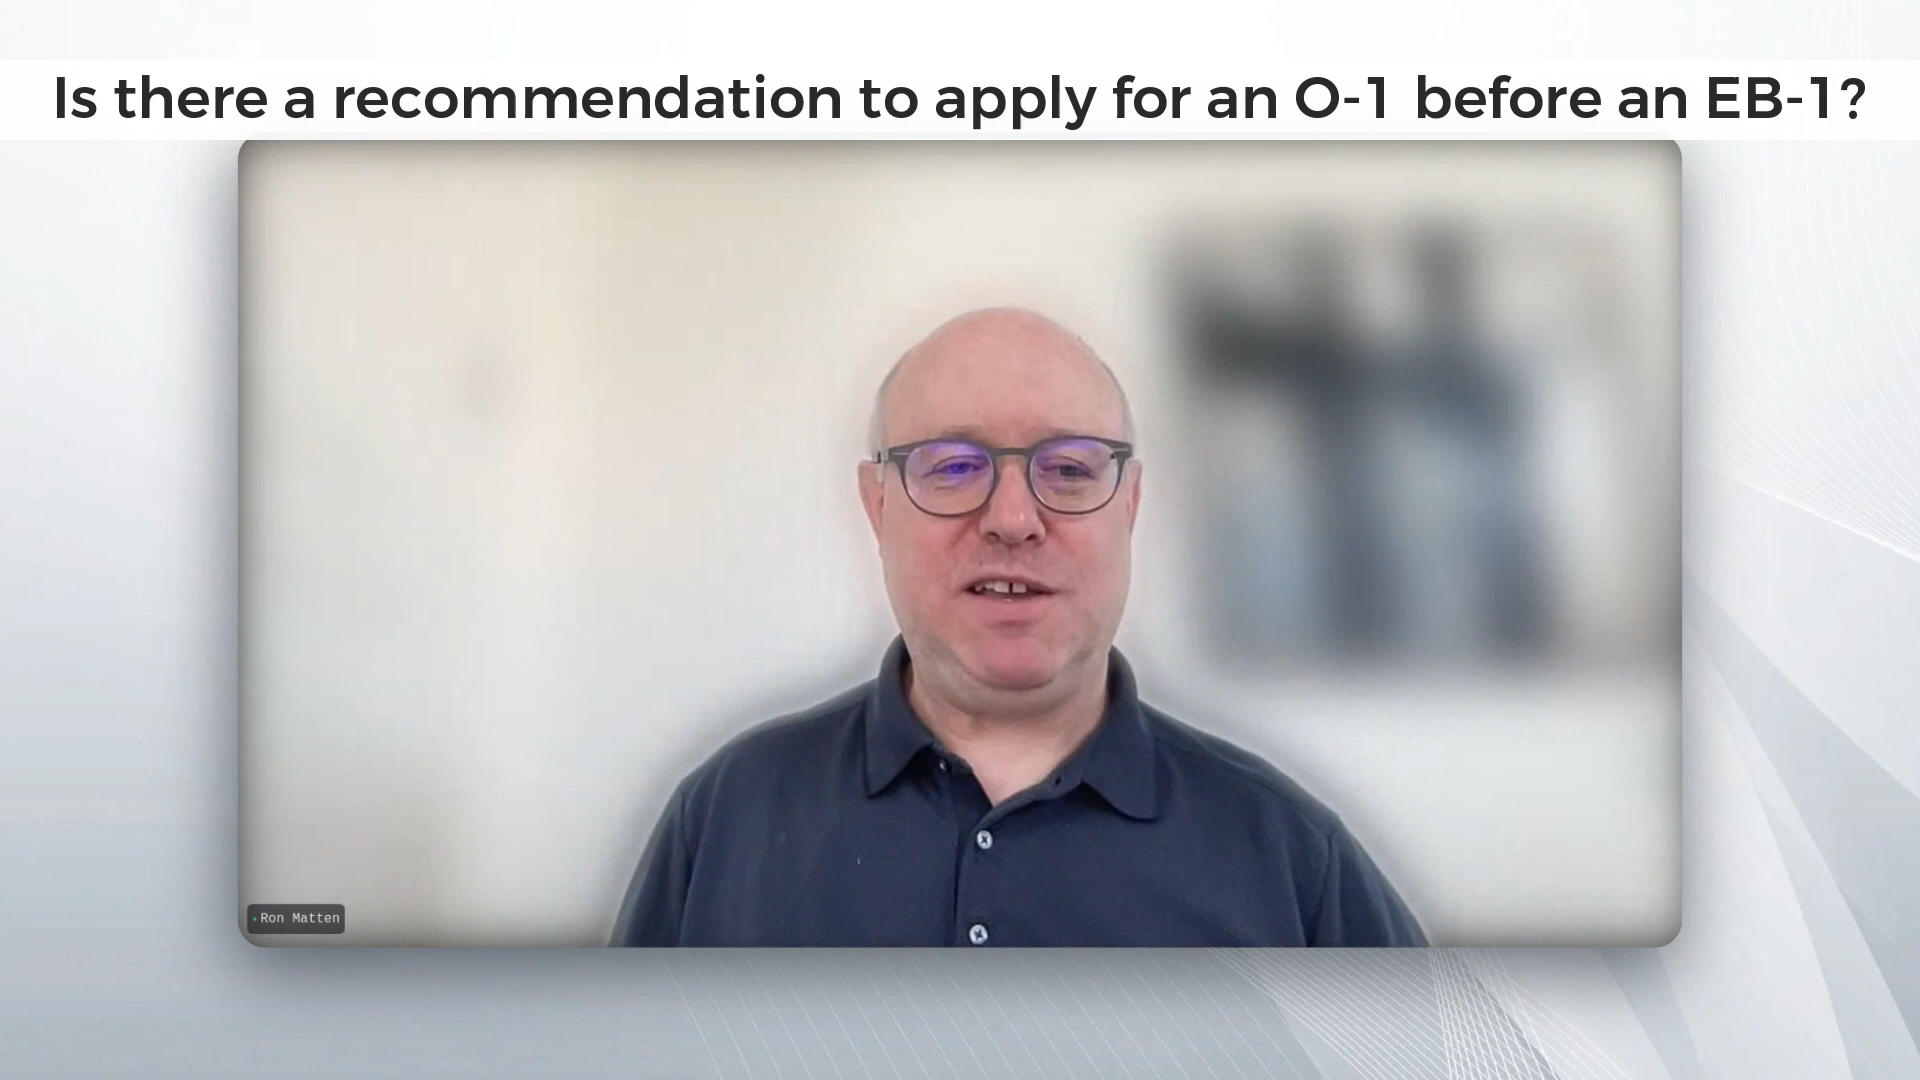 Is there a recommendation to apply for an O-1 before an EB-1?
Ron Matten